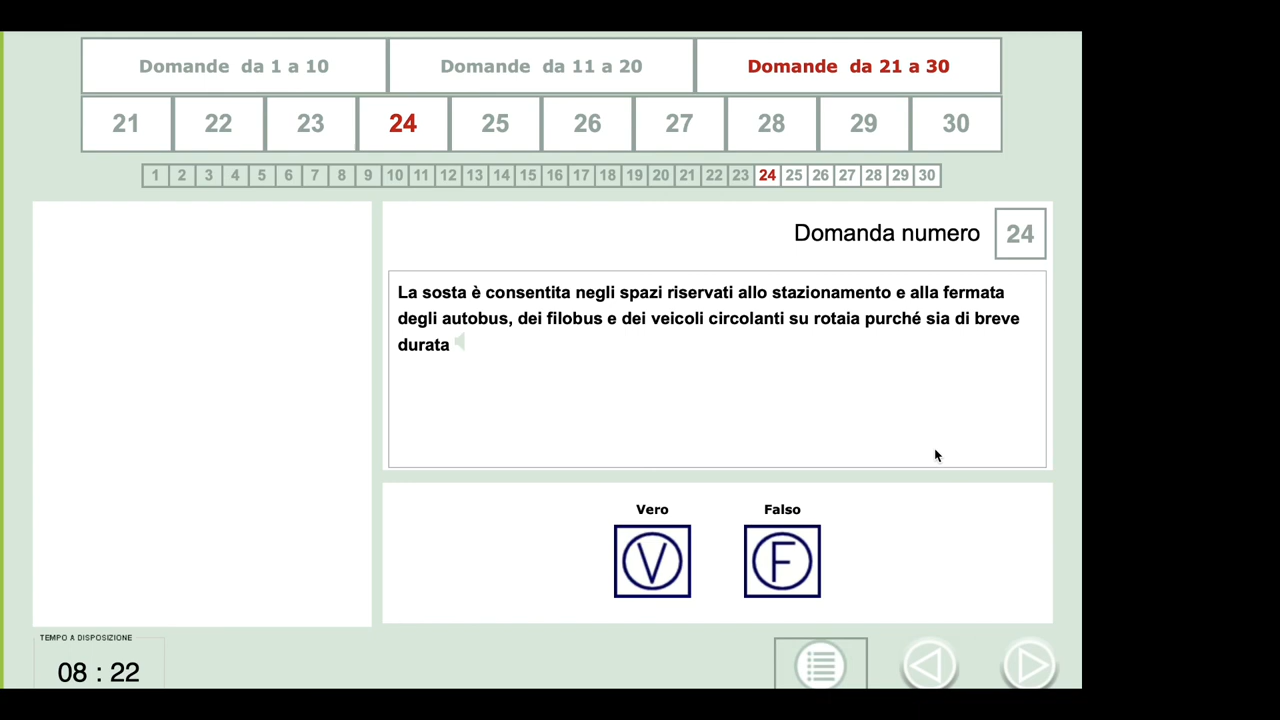 Domande da 1 a 10 Domande da 11 a 20 Domande da 21 a 30
21 22 23 24 25 26 27 28 29 30
1 2 3 4 5 6 7 8 9 10 11 12 13 14 15 16 17 18 19 20 21 22 23 24 25 26 27 28 29 30
Domanda numero 24
La sosta è consentita negli spazi riservati allo stazionamento e alla fermata
degli autobus, dei filobus e dei veicoli circolanti su rotaia purché sia di breve
durata
Vero Falso
V F
TEMPO A DISPOSIZIONE
08 : 22